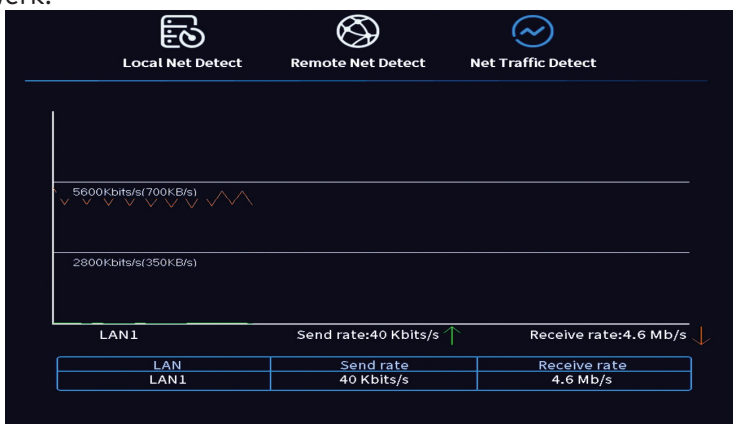 Local Net Detect
Remote Net Detect
Net Traffic Detect
5600Kbits/s(700KB/s)
2800Kbits/s(350KB/s)
LAN1 Send rate:40 Kbits/s Receive rate:4.6 Mb/s
LAN Send rate Receive rate
LAN1 40 Kbits/s 4.6 Mb/s